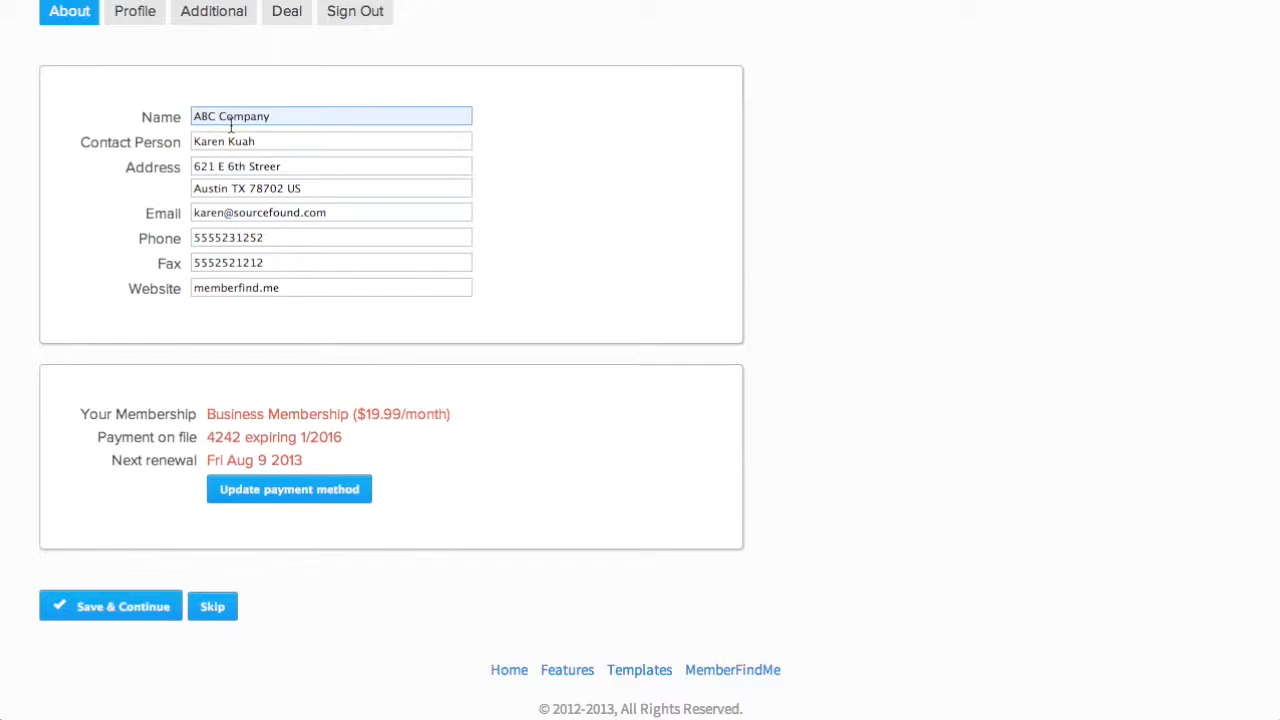 About Profile Additional Deal Sign Out
Name ABC Company
Contact Person Karen Kuah
Address 621 E 6th Streer
Austin TX 78702 US
Email karen@sourcefound.com
Phone 5555231252
Fax 5552521212
Website memberfind.me
Your Membership Business Membership ($19.99/month)
Payment on file 4242 expiring 1/2016
Next renewal Fri Aug 9 2013
Update payment method
Save & Continue Skip
Home Features Templates MemberFindMe
© 2012-2013, All Rights Reserved.